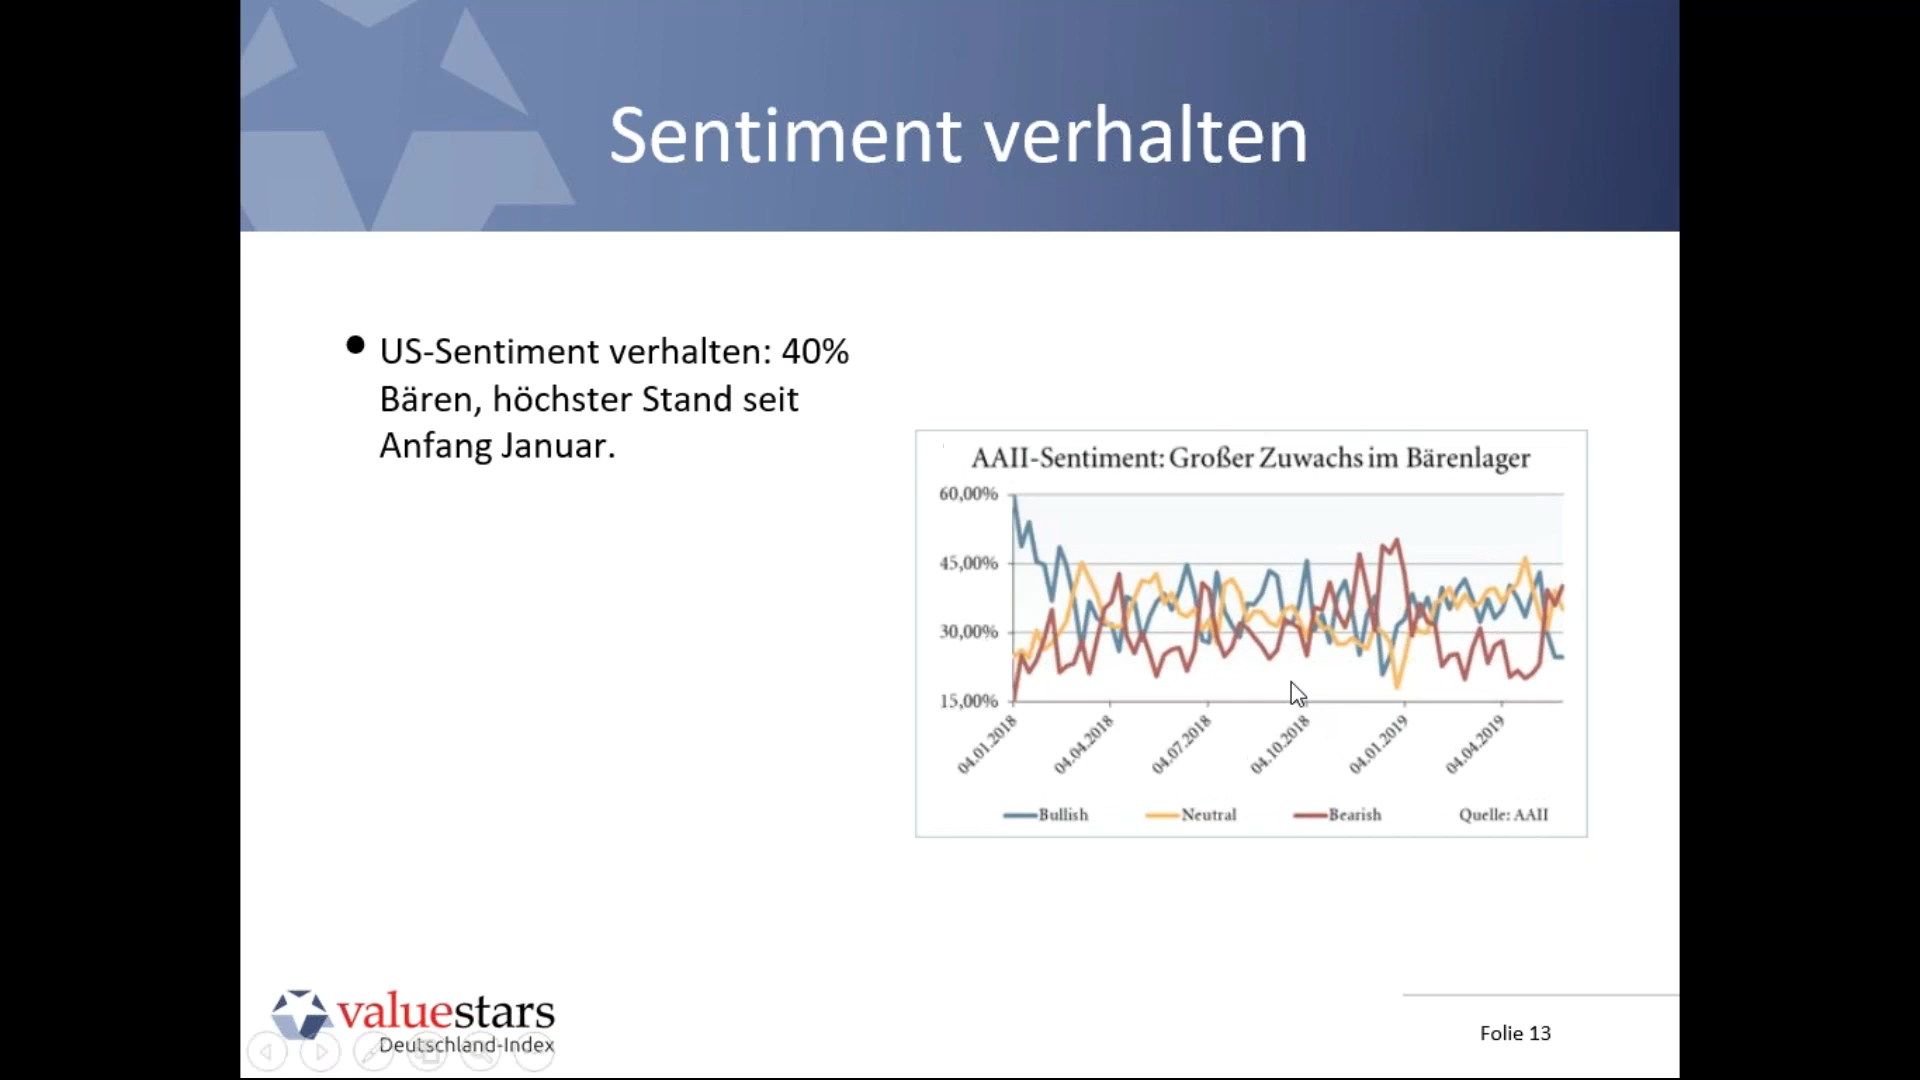 Sentiment verhalten
US-Sentiment verhalten: 40%
Bären, höchster Stand seit
Anfang Januar.
AAII-Sentiment: Großer Zuwachs im Bärenlager
60,00%
45,00%
30,00%
15,00%
04.01.2018
04.04.2018
04.07.2018
04.10.2018
04.01.2019
04.04.2019
Bullish
Neutral
Bearish
Quelle: AAII
valuestars
Deutschland-Index
Folie 13